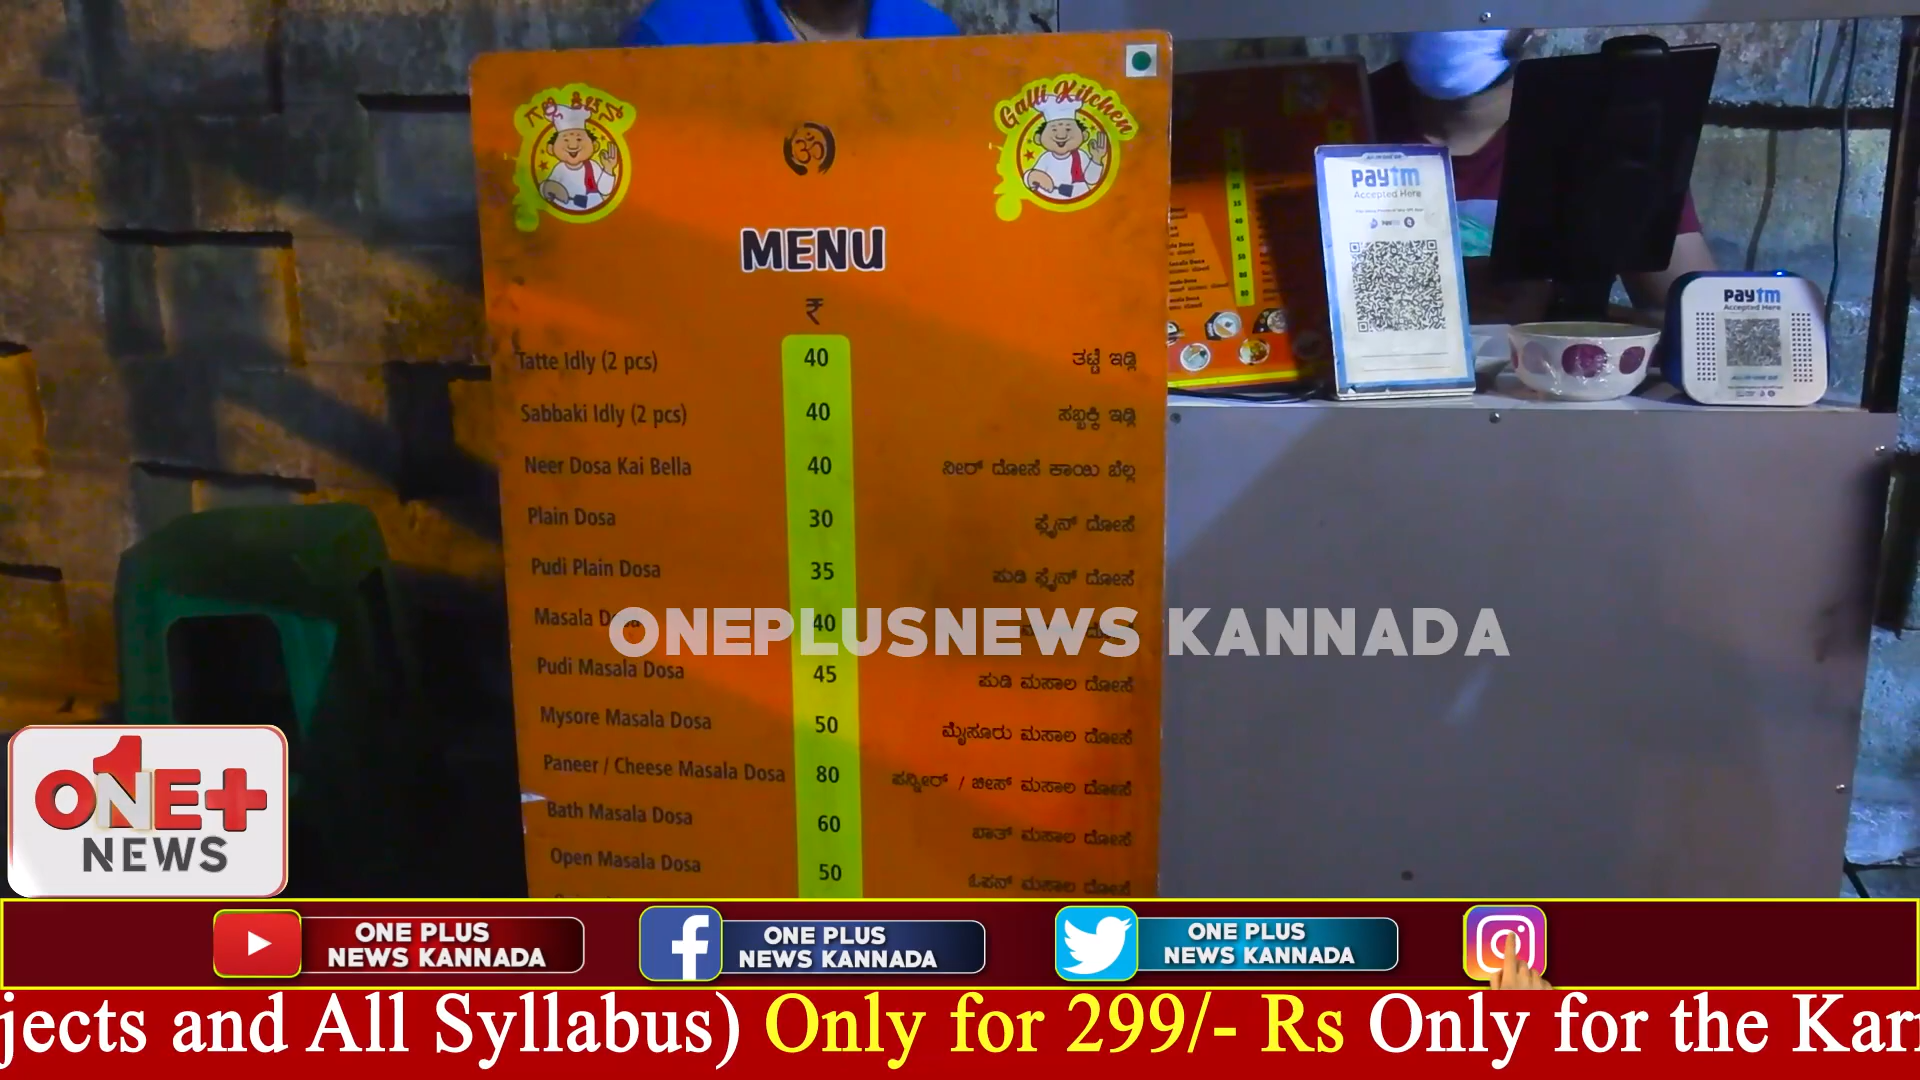 ಗಲ್ಲಿ ಕಿಚನ್
Galli Kitchen
ॐ
MENU
₹
Tatte Idly (2 pcs) 40 ತಟ್ಟೆ ಇಡ್ಲಿ
Sabbaki Idly (2 pcs) 40 ಸಬ್ಬಕ್ಕಿ ಇಡ್ಲಿ
Neer Dosa Kai Bella 40 ನೀರ್ ದೋಸೆ ಕಾಯಿ ಬೆಲ್ಲ
Plain Dosa 30 ಪ್ಲೈನ್ ದೋಸೆ
Pudi Plain Dosa 35 ಪುಡಿ ಪ್ಲೈನ್ ದೋಸೆ
Masala Dosa 40
Pudi Masala Dosa 45 ಪುಡಿ ಮಸಾಲ ದೋಸೆ
Mysore Masala Dosa 50 ಮೈಸೂರು ಮಸಾಲ ದೋಸೆ
Paneer / Cheese Masala Dosa 80 ಪನ್ನೀರ್ / ಚೀಸ್ ಮಸಾಲ ದೋಸೆ
Bath Masala Dosa 60 ಬಾತ್ ಮಸಾಲ ದೋಸೆ
Open Masala Dosa 50 ಓಪನ್ ಮಸಾಲ ದೋಸೆ
paytm
Accepted Here
paytm
Accepted Here
ONEPLUSNEWS KANNADA
1
ONE+
NEWS
ONE PLUS
NEWS KANNADA
ONE PLUS
NEWS KANNADA
ONE PLUS
NEWS KANNADA
jects and All Syllabus) Only for 299/- Rs Only for the Kar